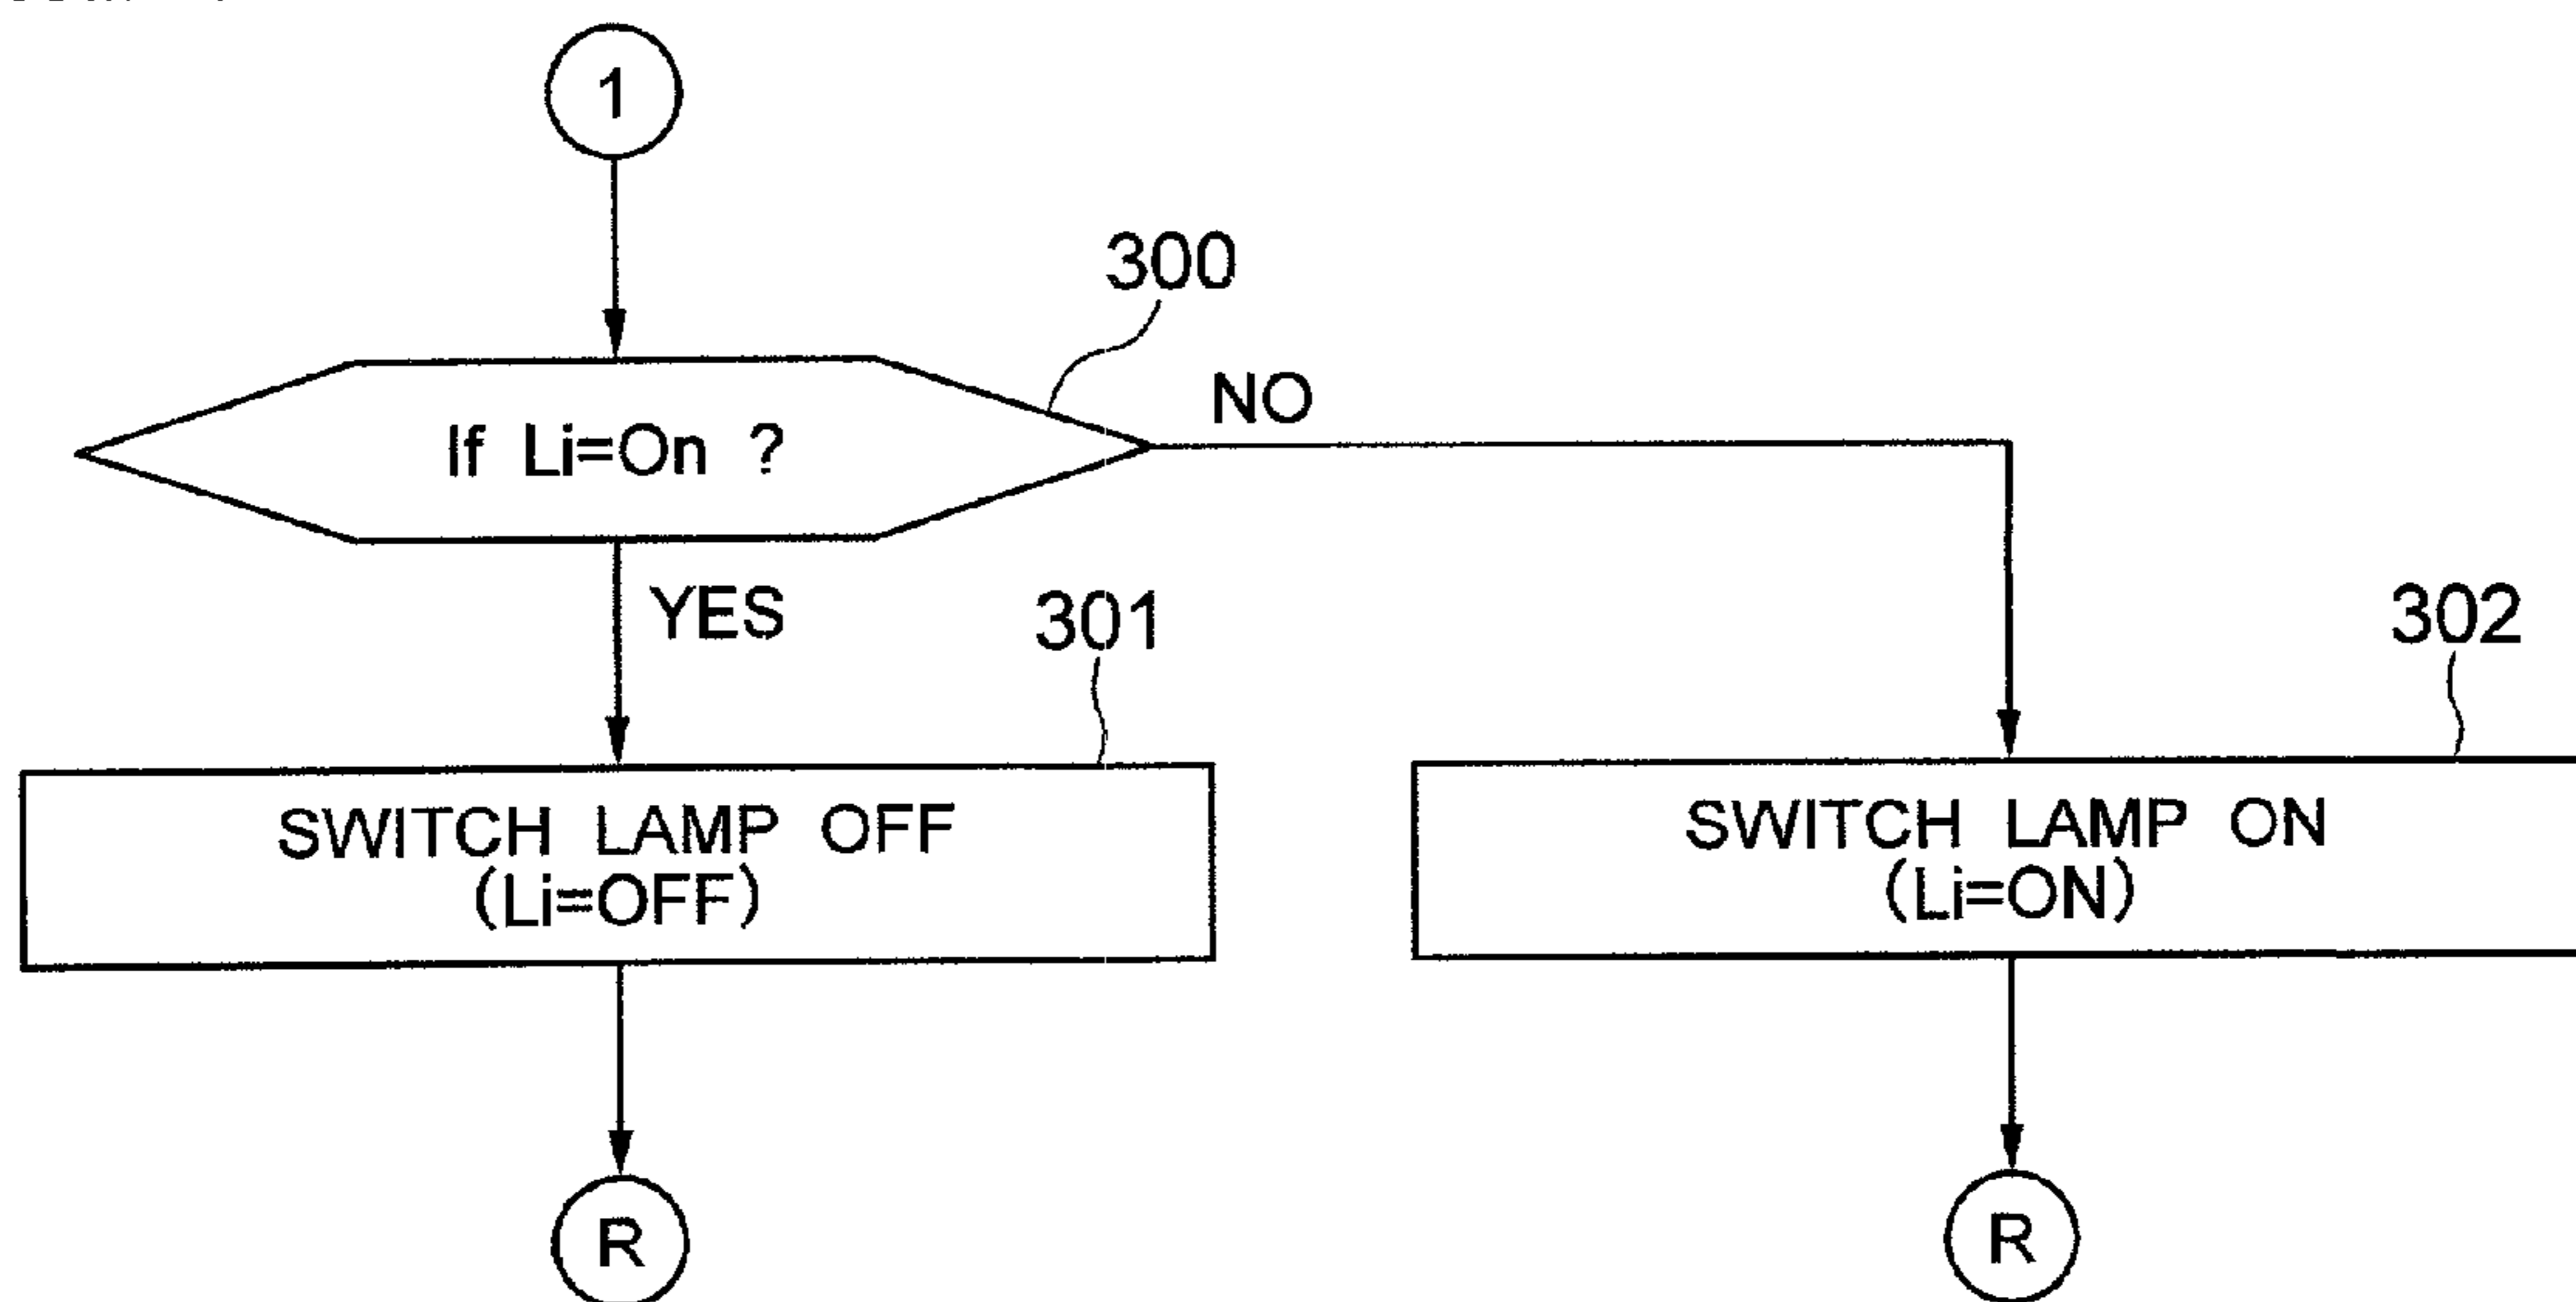 1
300
If Li=On ?
NO
YES
301
302
SWITCH LAMP OFF
(Li=OFF)
SWITCH LAMP ON
(Li=ON)
R
R